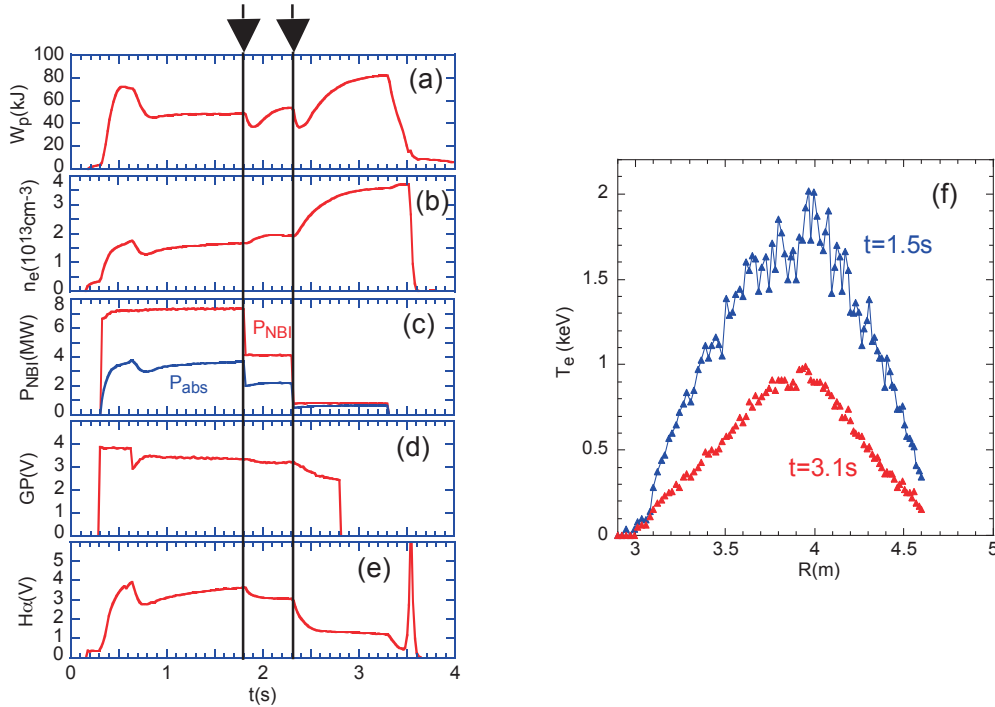 (a)
W_p(kJ)
100
80
60
40
20
0
(b)
n_e(10^13cm-3)
4
3
2
1
0
(c)
P_NBI(MW)
8
6
4
2
0
P_NBI
P_abs
(d)
GP(V)
4
3
2
1
0
(e)
Hα(V)
5
4
3
2
1
0
0 1 2 3 4
t(s)
(f)
T_e (keV)
2
1.5
1
0.5
0
t=1.5s
t=3.1s
3 3.5 4 4.5 5
R(m)